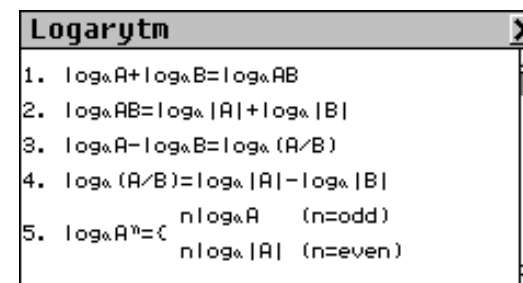 Logarytm
1. logₐA+logₐB=logₐAB
2. logₐAB=logₐ|A|+logₐ|B|
3. logₐA-logₐB=logₐ(A/B)
4. logₐ(A/B)=logₐ|A|-logₐ|B|
nlogₐA (n=odd)
5. logₐAⁿ={
nlogₐ|A| (n=even)